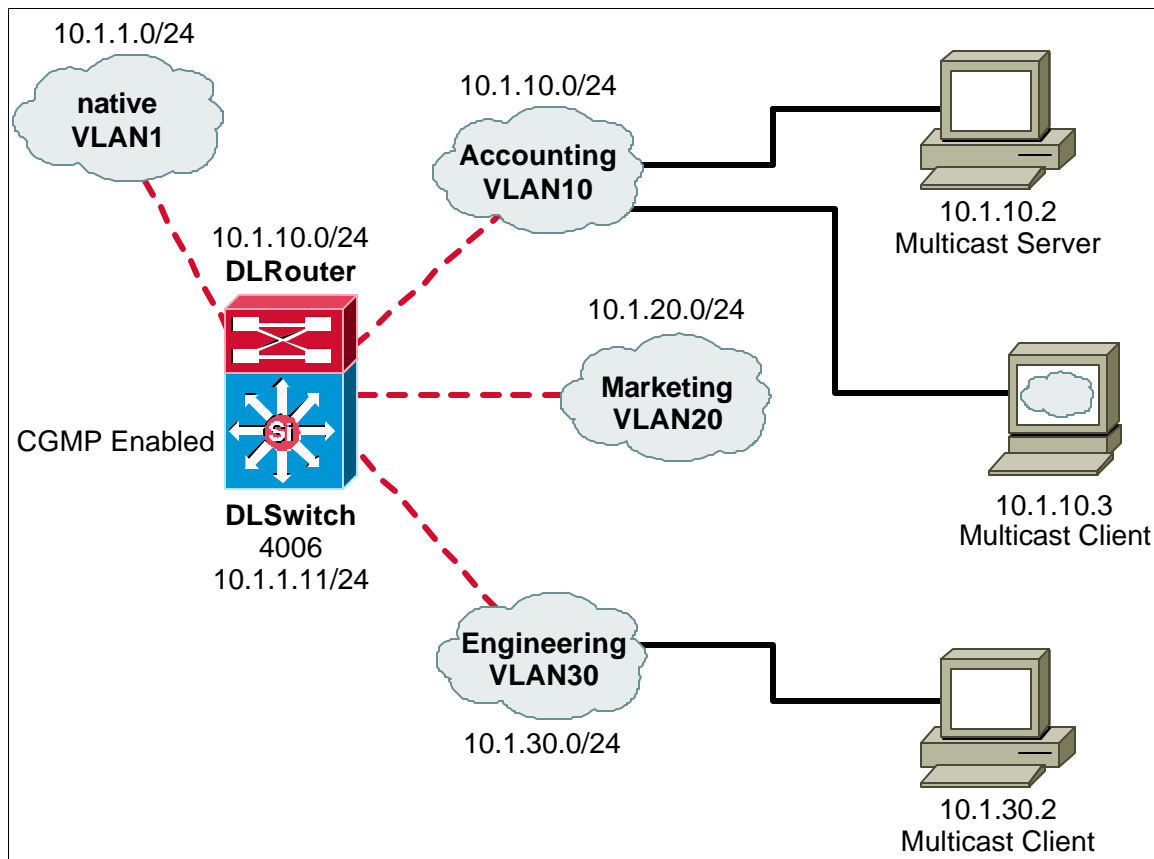 10.1.1.0/24
native
VLAN1
10.1.10.0/24
Accounting
VLAN10
10.1.10.2
Multicast Server
10.1.10.0/24
DLRouter
10.1.20.0/24
Marketing
VLAN20
CGMP Enabled
Si
DLSwitch
4006
10.1.1.11/24
10.1.10.3
Multicast Client
Engineering
VLAN30
10.1.30.0/24
10.1.30.2
Multicast Client